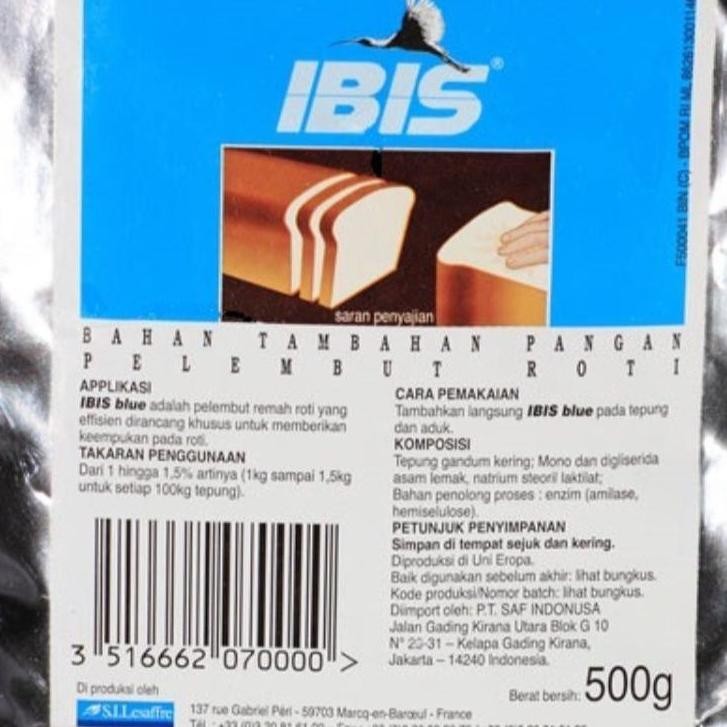 IBIS®
F500041 BIN (C) - BPOM RI ML
saran penyajian
BAHAN TAMBAHAN PANGAN
PELEMBUT ROTI
APPLIKASI
IBIS blue adalah pelembut remah roti yang
effisien dirancang khusus untuk memberikan
keempukan pada roti.
TAKARAN PENGGUNAAN
Dari 1 hingga 1,5% artinya (1kg sampai 1,5kg
untuk setiap 100kg tepung).
CARA PEMAKAIAN
Tambahkan langsung IBIS blue pada tepung
dan aduk.
KOMPOSISI
Tepung gandum kering; Mono dan digliserida
asam lemak, natrium steoril laktilat;
Bahan penolong proses : enzim (amilase,
hemiselulose).
PETUNJUK PENYIMPANAN
Simpan di tempat sejuk dan kering.
Diproduksi di Uni Eropa.
Baik digunakan sebelum akhir: lihat bungkus.
Kode produksi/Nomor batch: lihat bungkus.
Diimport oleh: P.T. SAF INDONUSA
Jalan Gading Kirana Utara Blok G 10
N° - Kelapa Gading Kirana,
Jakarta – 14240 Indonesia.
3 516662 070000 >
Berat bersih: 500g
Di produksi oleh
S.I.Lesaffre
137 rue Gabriel Péri - 59703 Marcq-en-Barœul - France